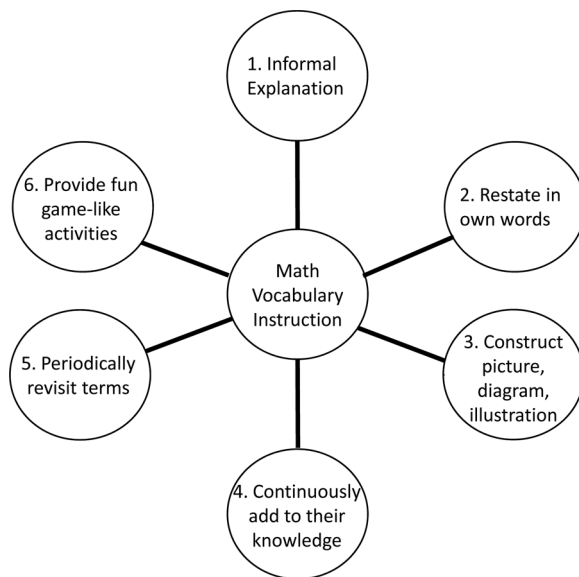 1. Informal
Explanation
2. Restate in
own words
3. Construct
picture,
diagram,
illustration
4. Continuously
add to their
knowledge
5. Periodically
revisit terms
6. Provide fun
game-like
activities
Math
Vocabulary
Instruction